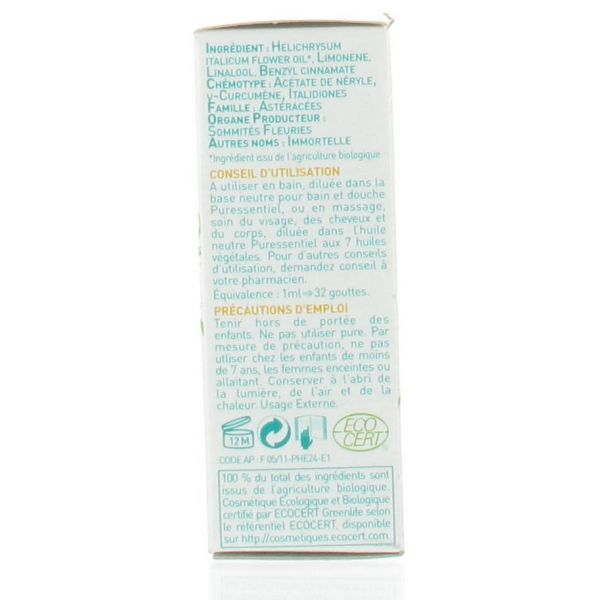 INGRÉDIENT : HELICHRYSUM
ITALICUM FLOWER OIL*, LIMONENE,
LINALOOL, BENZYL CINNAMATE
CHÉMOTYPE : ACÉTATE DE NÉRYLE,
γ-CURCUMÈNE, ITALIDIONES
FAMILLE : ASTÉRACÉES
ORGANE PRODUCTEUR :
SOMMITÉS FLEURIES
AUTRES NOMS : IMMORTELLE
*Ingrédient issu de l'agriculture biologique
CONSEIL D'UTILISATION
A utiliser en bain, diluée dans la
base neutre pour bain et douche
Puressentiel, ou en massage,
soin du visage, des cheveux et
du corps, diluée dans l'huile
neutre Puressentiel aux 7 huiles
végétales. Pour d'autres conseils
d'utilisation, demandez conseil à
votre pharmacien.
Équivalence : 1ml⇒32 gouttes.
PRÉCAUTIONS D'EMPLOI
Tenir hors de portée des
enfants. Ne pas utiliser pure. Par
mesure de précaution, ne pas
utliser chez les enfants de moins
de 7 ans, les femmes enceintes ou
allaitant. Conserver à l'abri de
la lumière, de l'air et de la
chaleur. Usage Externe.
12 M
ECO
CERT
CODE AP - F 05/11-PHE24-E1
100 % du total des ingrédients sont
issus de l'agriculture biologique.
Cosmétique Écologique et Biologique
certifié par ECOCERT Greenlife selon
le référentiel ECOCERT, disponible
sur http://cosmetiques.ecocert.com.